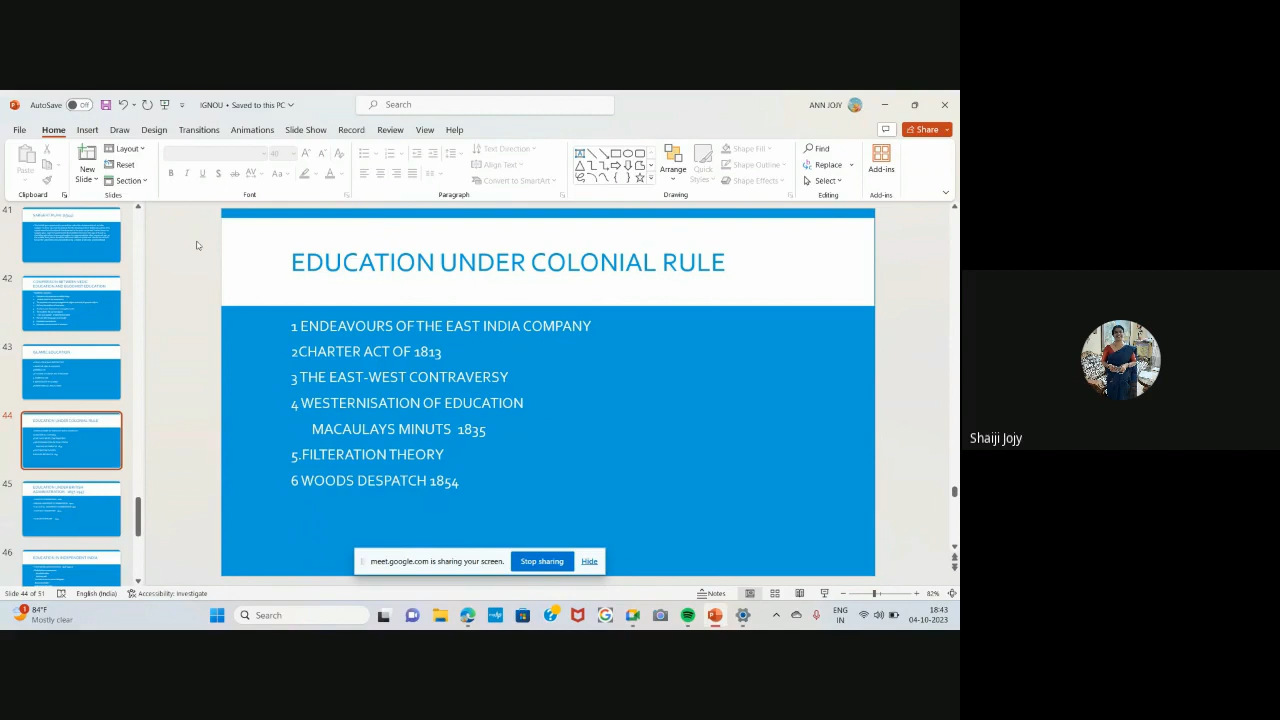 AutoSave Off IGNOU • Saved to this PC Search ANN JOJY
File Home Insert Draw Design Transitions Animations Slide Show Record Review View Help Share
Paste New Slide Layout Reset Section Text Direction Align Text Convert to SmartArt Arrange Quick Styles Shape Fill Shape Outline Shape Effects Find Replace Select Add-ins
Clipboard Slides Font Paragraph Drawing Editing Add-ins
41
42
43
44
45
46
EDUCATION UNDER COLONIAL RULE
1 ENDEAVOURS OF THE EAST INDIA COMPANY
2CHARTER ACT OF 1813
3 THE EAST-WEST CONTRAVERSY
4 WESTERNISATION OF EDUCATION
MACAULAYS MINUTS 1835
5.FILTERATION THEORY
6 WOODS DESPATCH 1854
meet.google.com is sharing your screen. Stop sharing Hide
Slide 44 of 51 English (India) Accessibility: Investigate Notes 82%
84°F
Mostly clear
Search
ENG
IN
18:43
04-10-2023
Shaiji Jojy